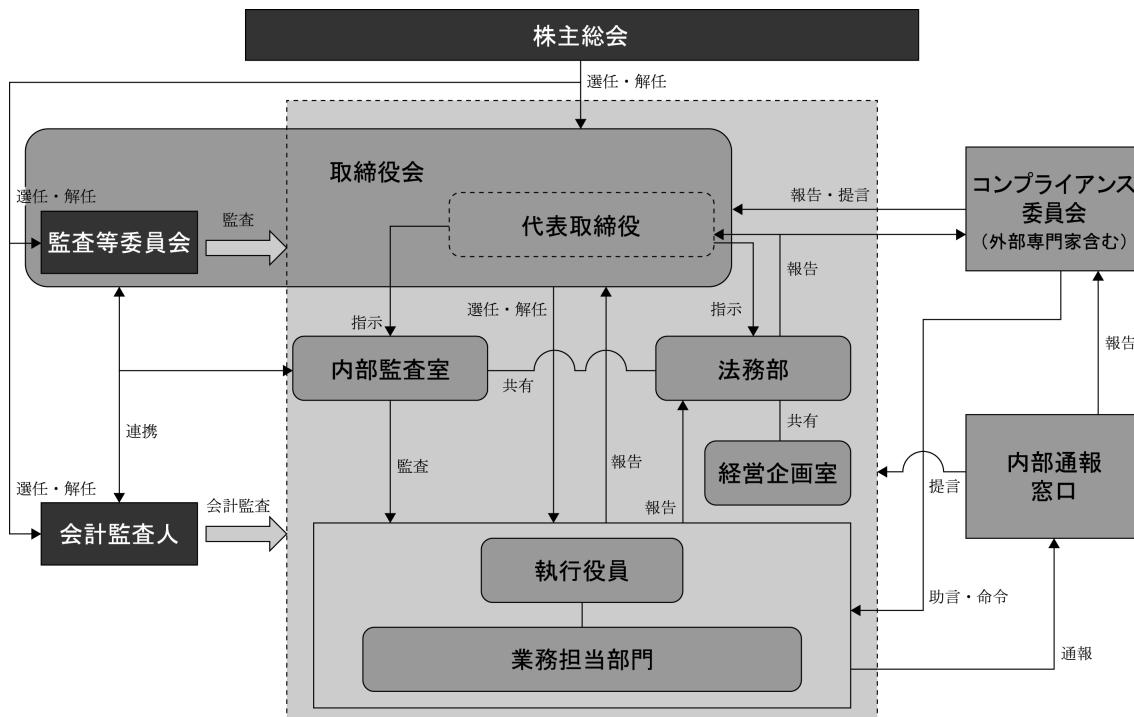 株主総会
選任・解任
取締役会
代表取締役
選任・解任
監査等委員会
監査
報告・提言
コンプライアンス
委員会
（外部専門家含む）
報告
指示
選任・解任
指示
内部監査室
共有
法務部
報告
連携
監査
報告
報告
共有
経営企画室
提言
内部通報
窓口
選任・解任
会計監査人
会計監査
執行役員
助言・命令
業務担当部門
通報